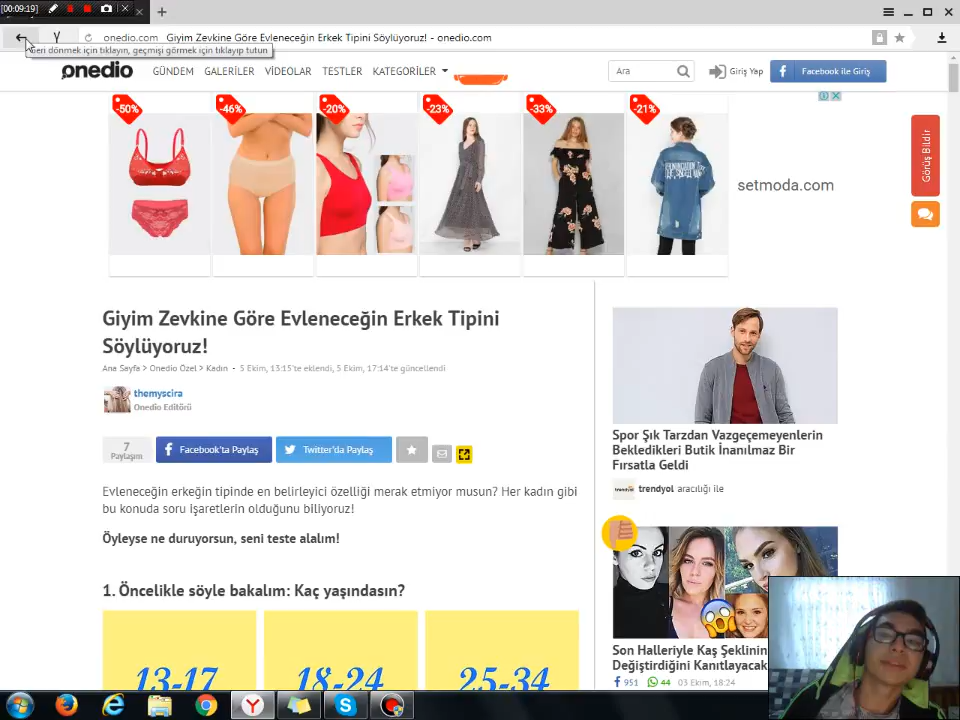 [00:09:19]
onedio.com Giyim Zevkine Göre Evleneceğin Erkek Tipini Söylüyoruz! - onedio.com
Geri dönmek için tıklayın, geçmişi görmek için tıklayıp tutun
onedio GÜNDEM GALERİLER VİDEOLAR TESTLER KATEGORİLER Ara Giriş Yap Facebook ile Giriş
-50% -46% -20% -23% -33% -21%
setmoda.com
Görüş Bildir
Giyim Zevkine Göre Evleneceğin Erkek Tipini
Söylüyoruz!
Ana Sayfa > Onedio Özel > Kadın - 5 Ekim, 13:15'te eklendi, 5 Ekim, 17:14'te güncellendi
themyscira
Onedio Editörü
7
Paylaşım
Facebook'ta Paylaş
Twitter'da Paylaş
Evleneceğin erkeğin tipinde en belirleyici özelliği merak etmiyor musun? Her kadın gibi
bu konuda soru işaretlerin olduğunu biliyoruz!
Öyleyse ne duruyorsun, seni teste alalım!
1. Öncelikle söyle bakalım: Kaç yaşındasın?
13-17 18-24 25-34
Spor Şık Tarzdan Vazgeçemeyenlerin
Bekledikleri Butik İnanılmaz Bir
Fırsatla Geldi
trendyol trendyol aracılığı ile
Son Halleriyle Kaş Şeklinin
Değiştirdiğini Kanıtlayacak
951 44 03 Ekim, 18:24